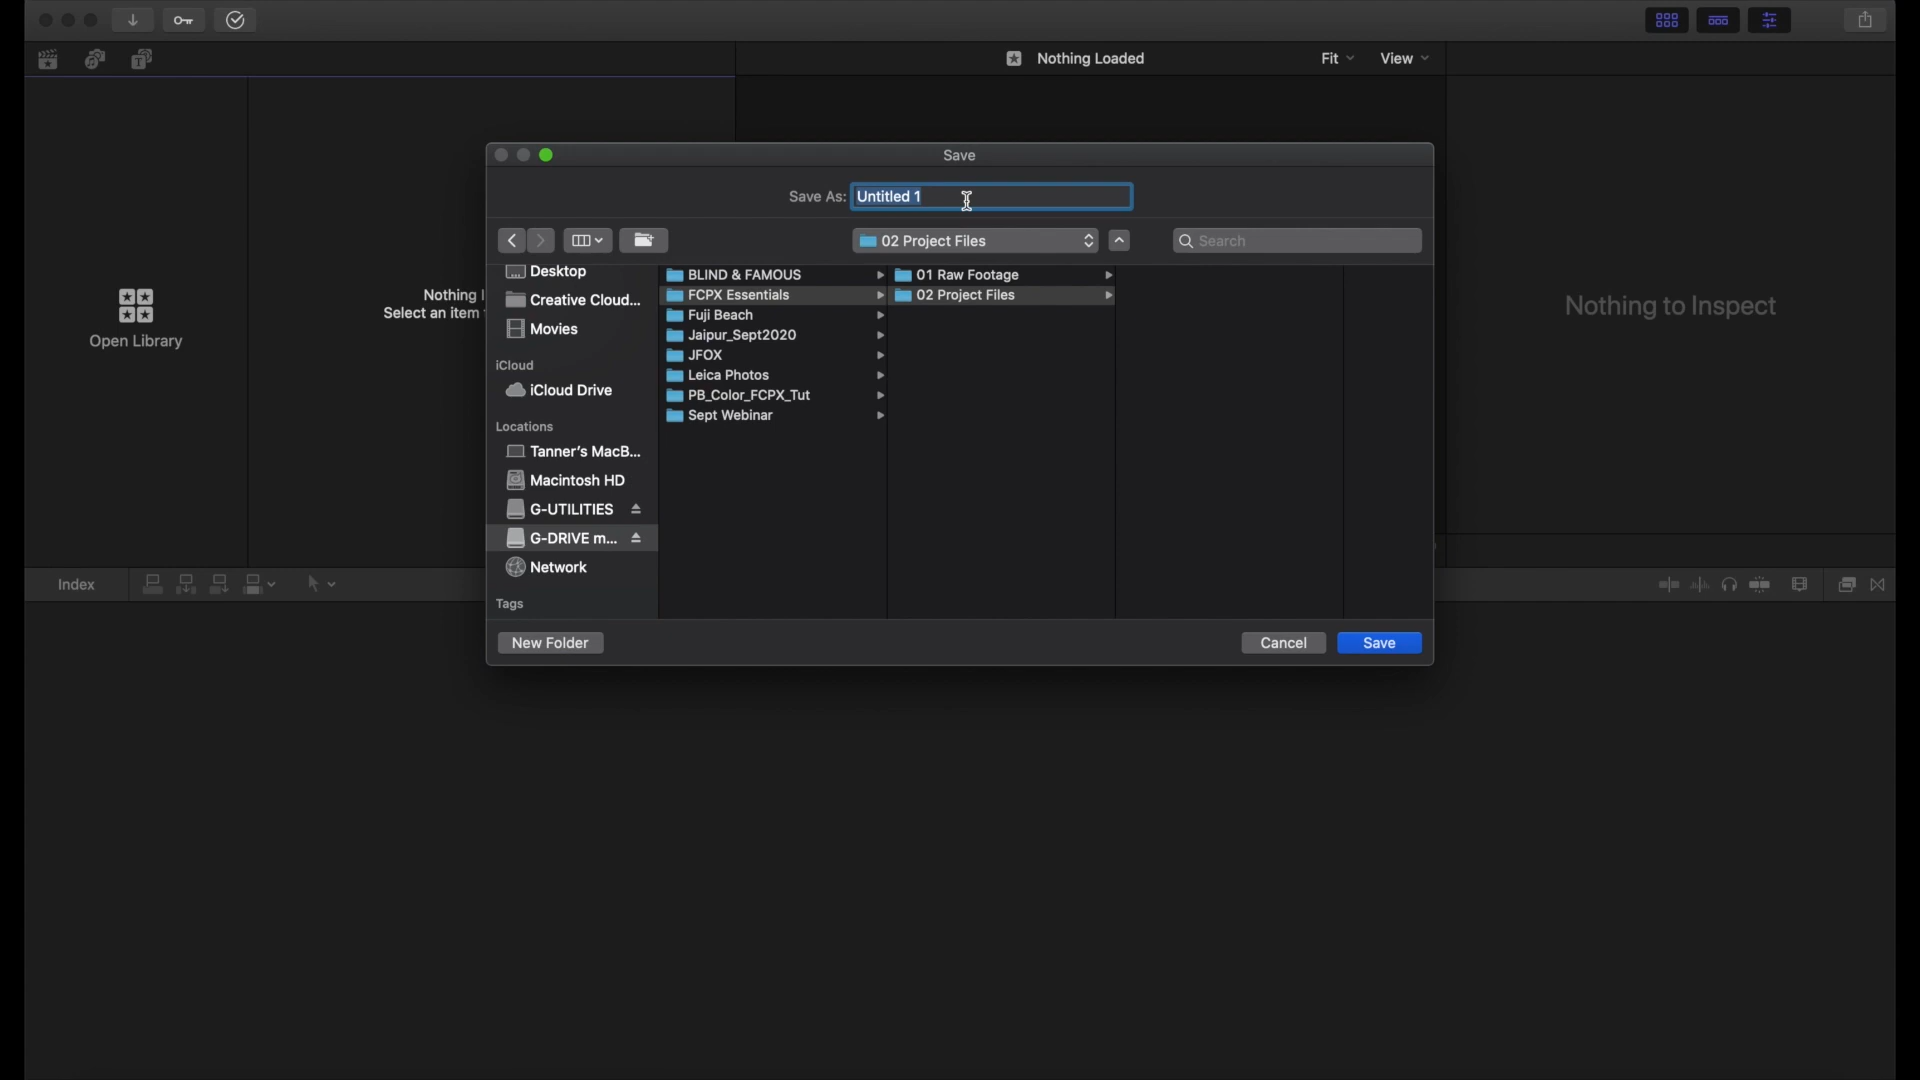 Nothing Loaded
Fit
View
Save
Save As: Untitled 1
02 Project Files
Search
Desktop
Creative Cloud...
Movies
iCloud
iCloud Drive
Locations
Tanner's MacB...
Macintosh HD
G-UTILITIES
G-DRIVE m...
Network
Tags
BLIND & FAMOUS
FCPX Essentials
Fuji Beach
Jaipur_Sept2020
JFOX
Leica Photos
PB_Color_FCPX_Tut
Sept Webinar
01 Raw Footage
02 Project Files
New Folder
Cancel
Save
Open Library
Nothing
Select an item
Nothing to Inspect
Index